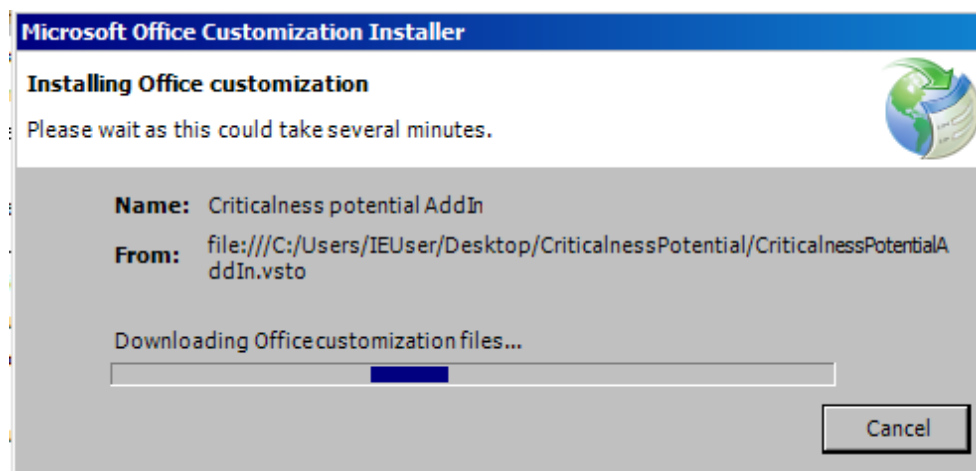 Microsoft Office Customization Installer
Installing Office customization
Please wait as this could take several minutes.
Name: Criticalness potential AddIn
From: file:///C:/Users/IEUser/Desktop/CriticalnessPotential/CriticalnessPotentialA
ddIn.vsto
Downloading Office customization files...
Cancel